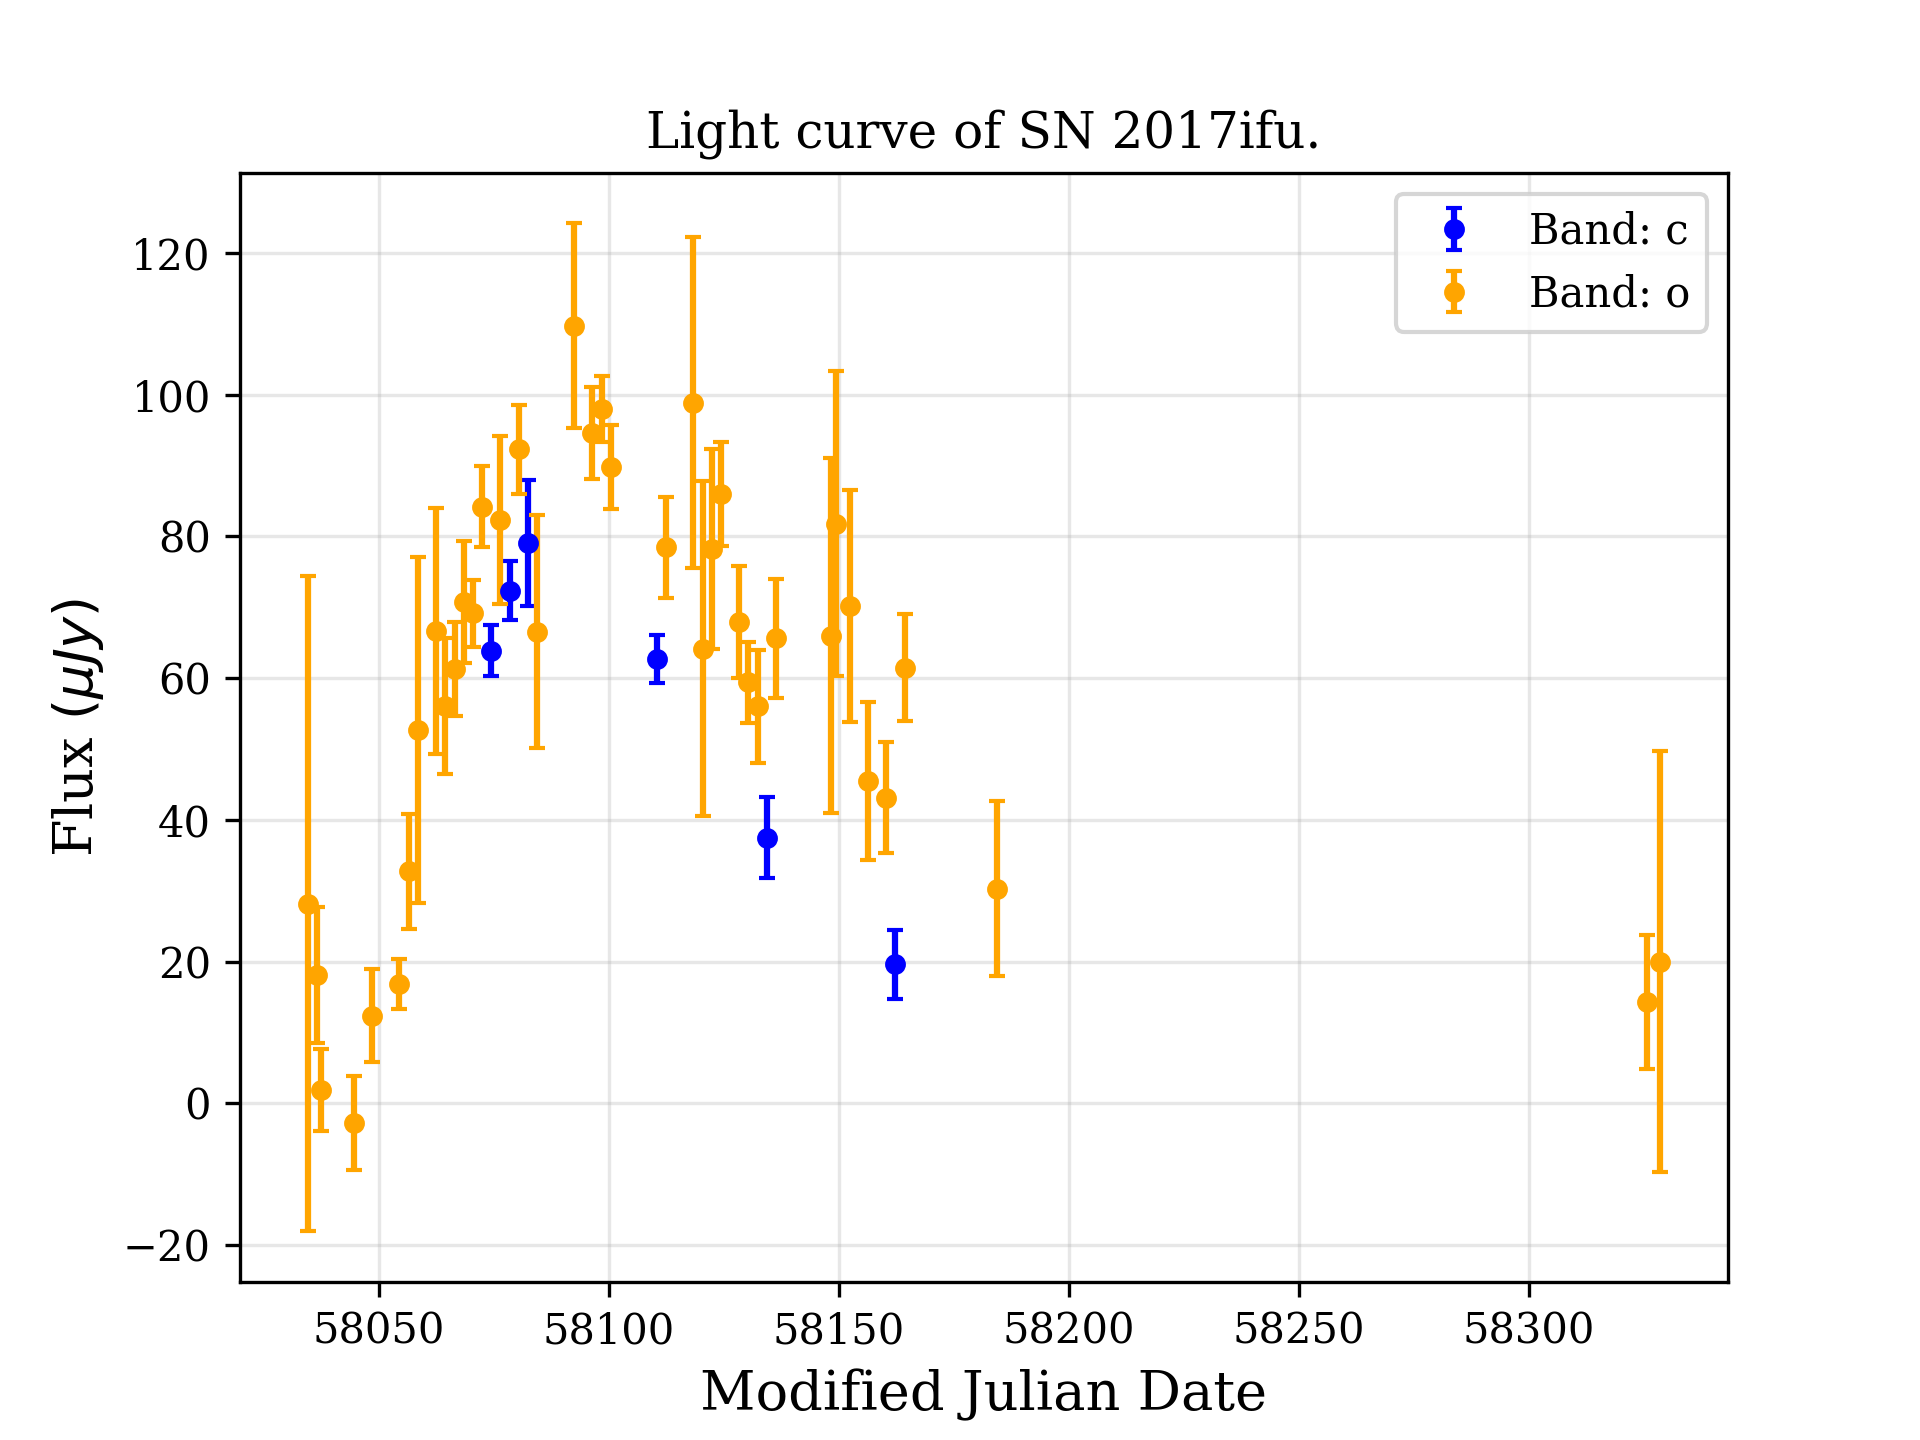 Light curve of SN 2017ifu.
Band: c
Band: o
120
100
80
60
40
20
0
−20
Flux (μJy)
58050 58100 58150 58200 58250 58300
Modified Julian Date